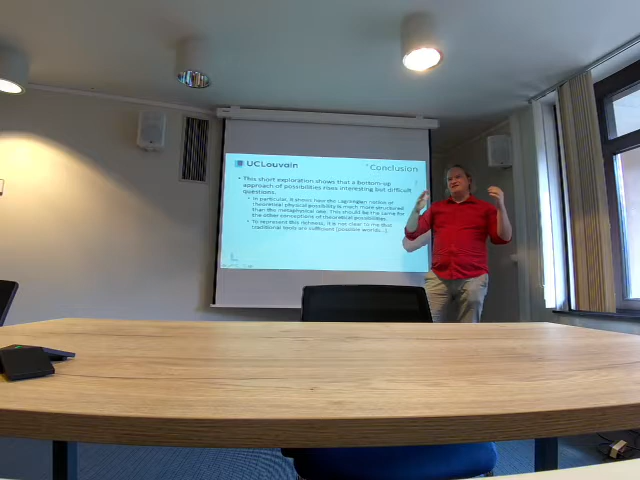 UCLouvain
Conclusion
• This short exploration shows that a bottom-up
approach of possibilities rises interesting but difficult
questions.
• In particular, it shows how the Lagrangian notion of
theoretical physical possibility is much more structured
than the metaphysical one. This should be the same for
the other conceptions of theoretical possibilities.
• To represent this richness, it is not clear to me that
traditional tools are sufficient (possible worlds...)